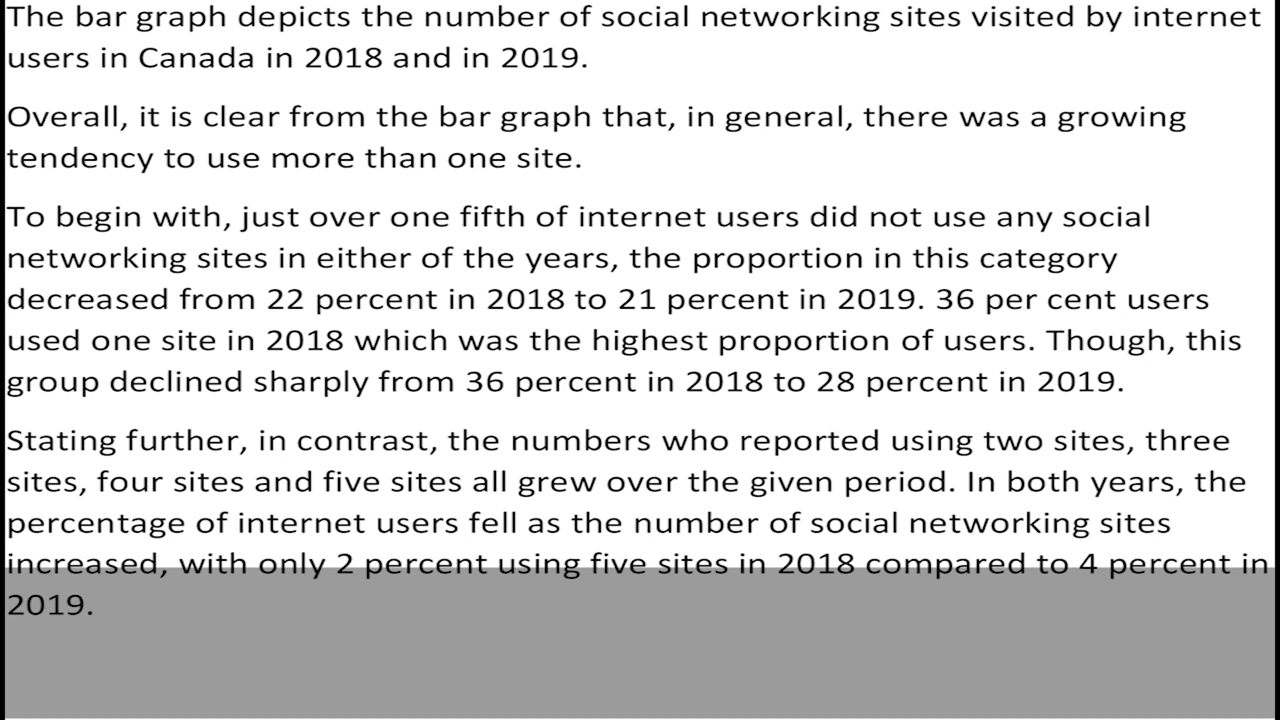 The bar graph depicts the number of social networking sites visited by internet
users in Canada in 2018 and in 2019.
Overall, it is clear from the bar graph that, in general, there was a growing
tendency to use more than one site.
To begin with, just over one fifth of internet users did not use any social
networking sites in either of the years, the proportion in this category
decreased from 22 percent in 2018 to 21 percent in 2019. 36 per cent users
used one site in 2018 which was the highest proportion of users. Though, this
group declined sharply from 36 percent in 2018 to 28 percent in 2019.
Stating further, in contrast, the numbers who reported using two sites, three
sites, four sites and five sites all grew over the given period. In both years, the
percentage of internet users fell as the number of social networking sites
increased, with only 2 percent using five sites in 2018 compared to 4 percent in
2019.